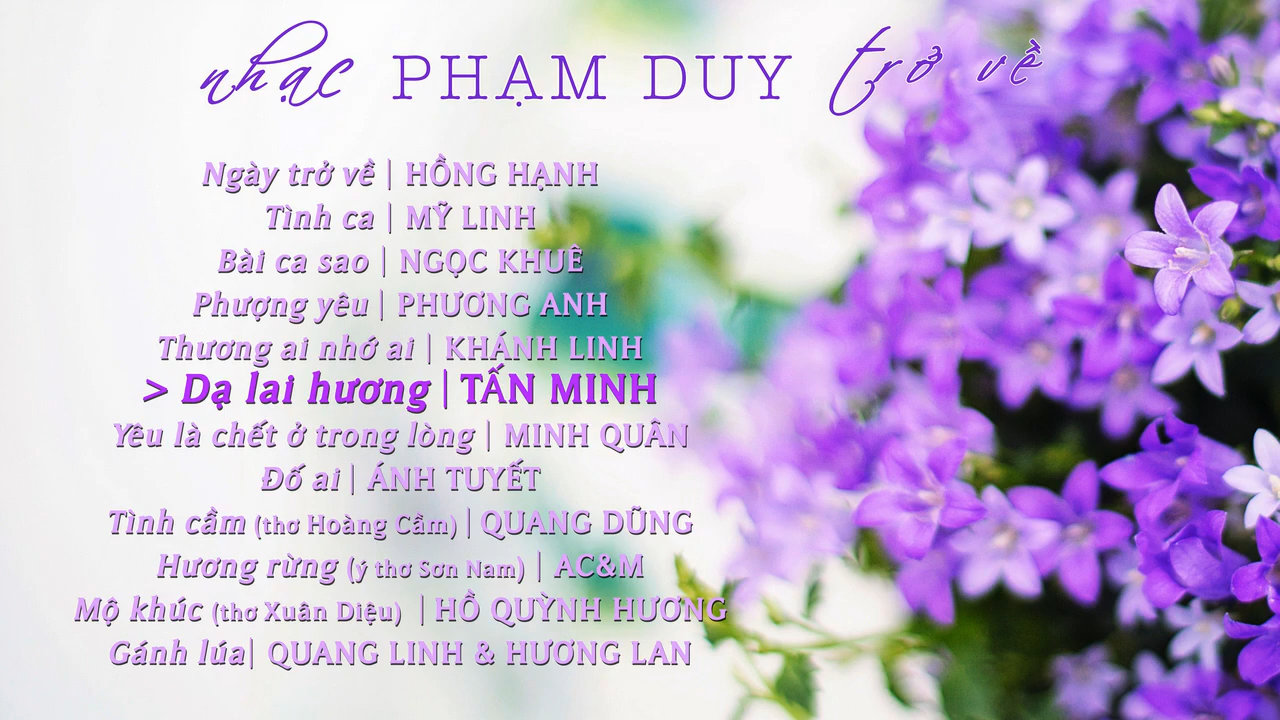 nhạc PHẠM DUY trở về
Ngày trở về | HỒNG HẠNH
Tình ca | MỸ LINH
Bài ca sao | NGỌC KHUÊ
Phượng yêu | PHƯƠNG ANH
Thương ai nhớ ai | KHÁNH LINH
> Dạ lai hương | TẤN MINH
Yêu là chết ở trong lòng | MINH QUÂN
Đố ai | ÁNH TUYẾT
Tình cầm (thơ Hoàng Cầm) | QUANG DŨNG
Hương rừng (ý thơ Sơn Nam) | AC&M
Mộ khúc (thơ Xuân Diệu) | HỒ QUỲNH HƯƠNG
Gánh lúa| QUANG LINH & HƯƠNG LAN